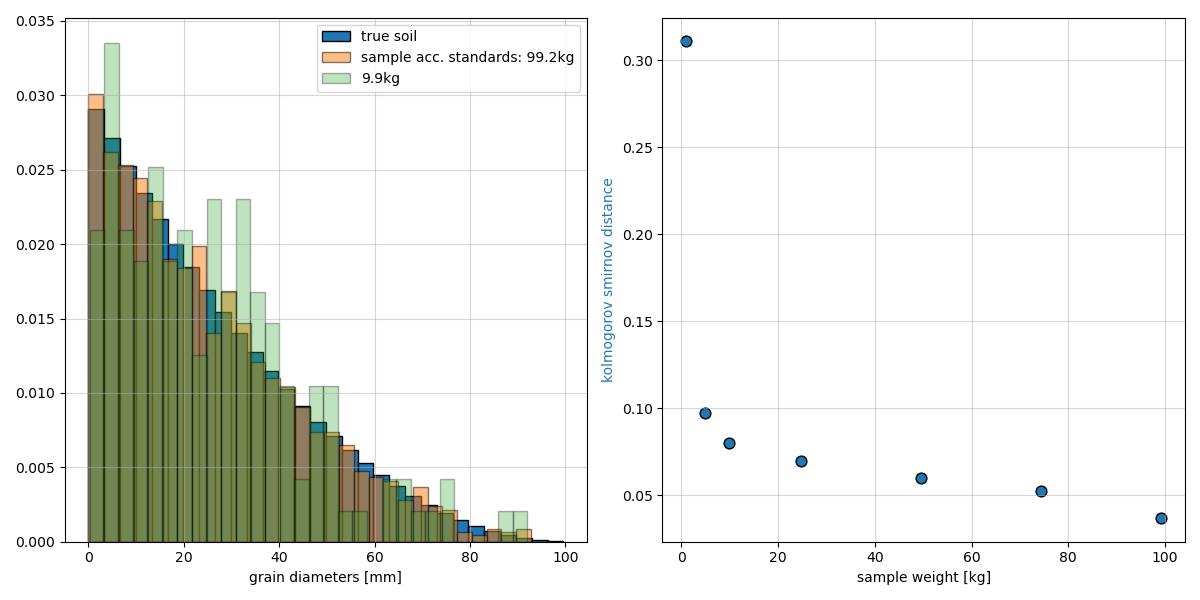 0.035
0.030
0.025
0.020
0.015
0.010
0.005
0.000
0 20 40 60 80 100
grain diameters [mm]
true soil
sample acc. standards: 99.2kg
9.9kg
0.30
0.25
0.20
0.15
0.10
0.05
kolmogorov smirnov distance
0 20 40 60 80 100
sample weight [kg]